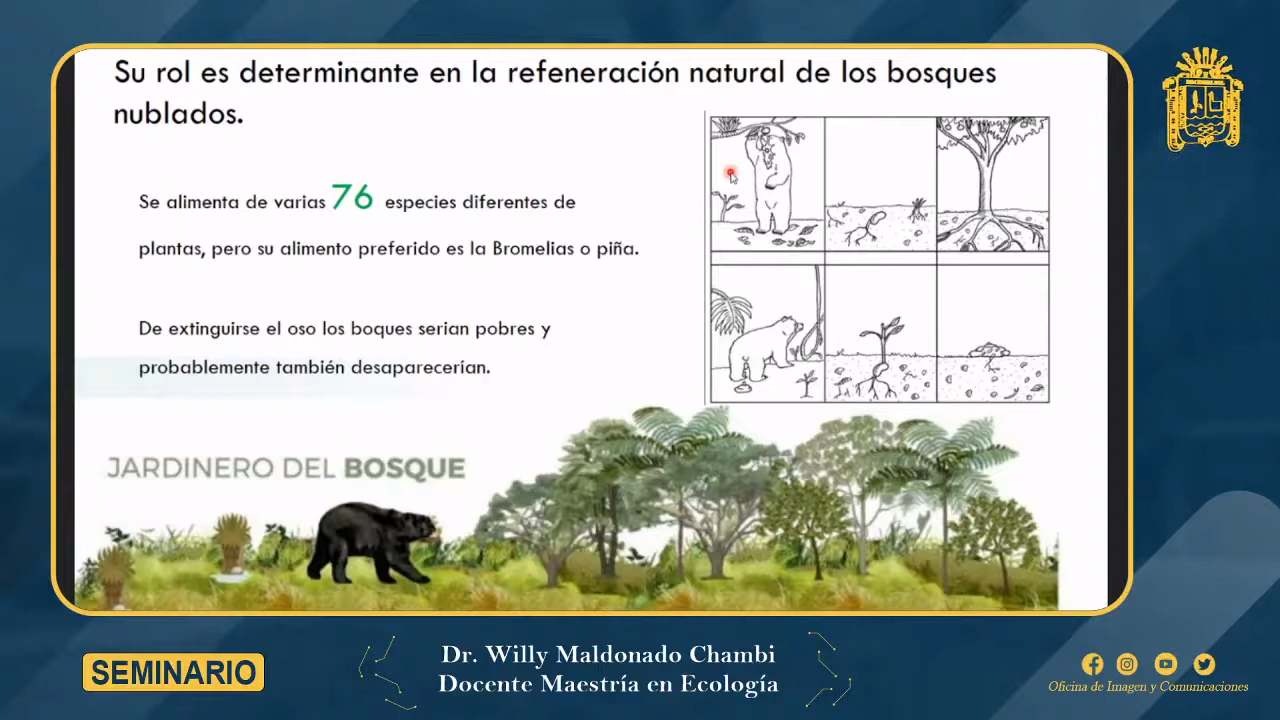 Su rol es determinante en la refeneración natural de los bosques
nublados.
Se alimenta de varias 76 especies diferentes de
plantas, pero su alimento preferido es la Bromelias o piña.
De extinguirse el oso los boques serian pobres y
probablemente también desaparecerían.
JARDINERO DEL BOSQUE
SEMINARIO
Dr. Willy Maldonado Chambi
Docente Maestría en Ecología
Oficina de Imagen y Comunicaciones